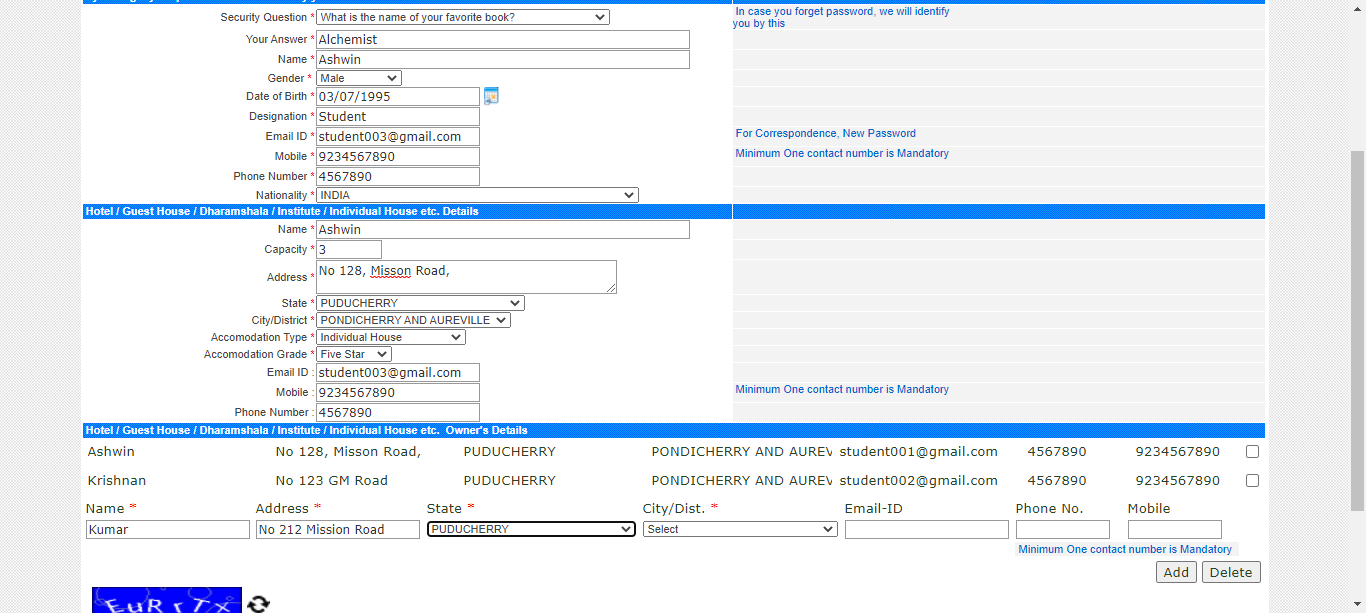 Security Question * What is the name of your favorite book? In case you forget password, we will identify
you by this
Your Answer * Alchemist
Name * Ashwin
Gender * Male
Date of Birth * 03/07/1995
Designation * Student
Email ID * student003@gmail.com For Correspondence, New Password
Mobile * 9234567890 Minimum One contact number is Mandatory
Phone Number * 4567890
Nationality * INDIA
Hotel / Guest House / Dharamshala / Institute / Individual House etc. Details
Name * Ashwin
Capacity * 3
Address * No 128, Misson Road,
State * PUDUCHERRY
City/District * PONDICHERRY AND AUREVILLE
Accomodation Type * Individual House
Accomodation Grade * Five Star
Email ID : student003@gmail.com
Mobile : 9234567890 Minimum One contact number is Mandatory
Phone Number : 4567890
Hotel / Guest House / Dharamshala / Institute / Individual House etc. Owner's Details
Ashwin No 128, Misson Road, PUDUCHERRY PONDICHERRY AND AUREV student001@gmail.com 4567890 9234567890
Krishnan No 123 GM Road PUDUCHERRY PONDICHERRY AND AUREV student002@gmail.com 4567890 9234567890
Name * Address * State * City/Dist. * Email-ID Phone No. Mobile
Kumar No 212 Mission Road PUDUCHERRY Select
Minimum One contact number is Mandatory
Add Delete